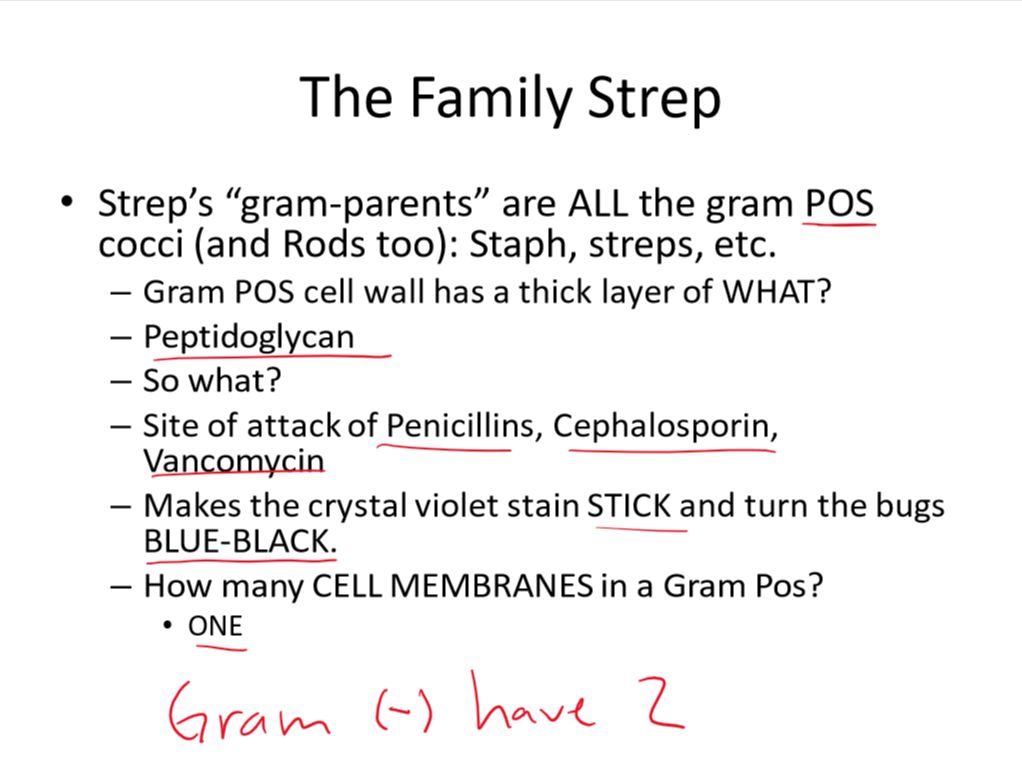 The Family Strep
• Strep’s “gram-parents” are ALL the gram POS
cocci (and Rods too): Staph, streps, etc.
– Gram POS cell wall has a thick layer of WHAT?
– Peptidoglycan
– So what?
– Site of attack of Penicillins, Cephalosporin,
Vancomycin
– Makes the crystal violet stain STICK and turn the bugs
BLUE-BLACK.
– How many CELL MEMBRANES in a Gram Pos?
• ONE
Gram (-) have 2